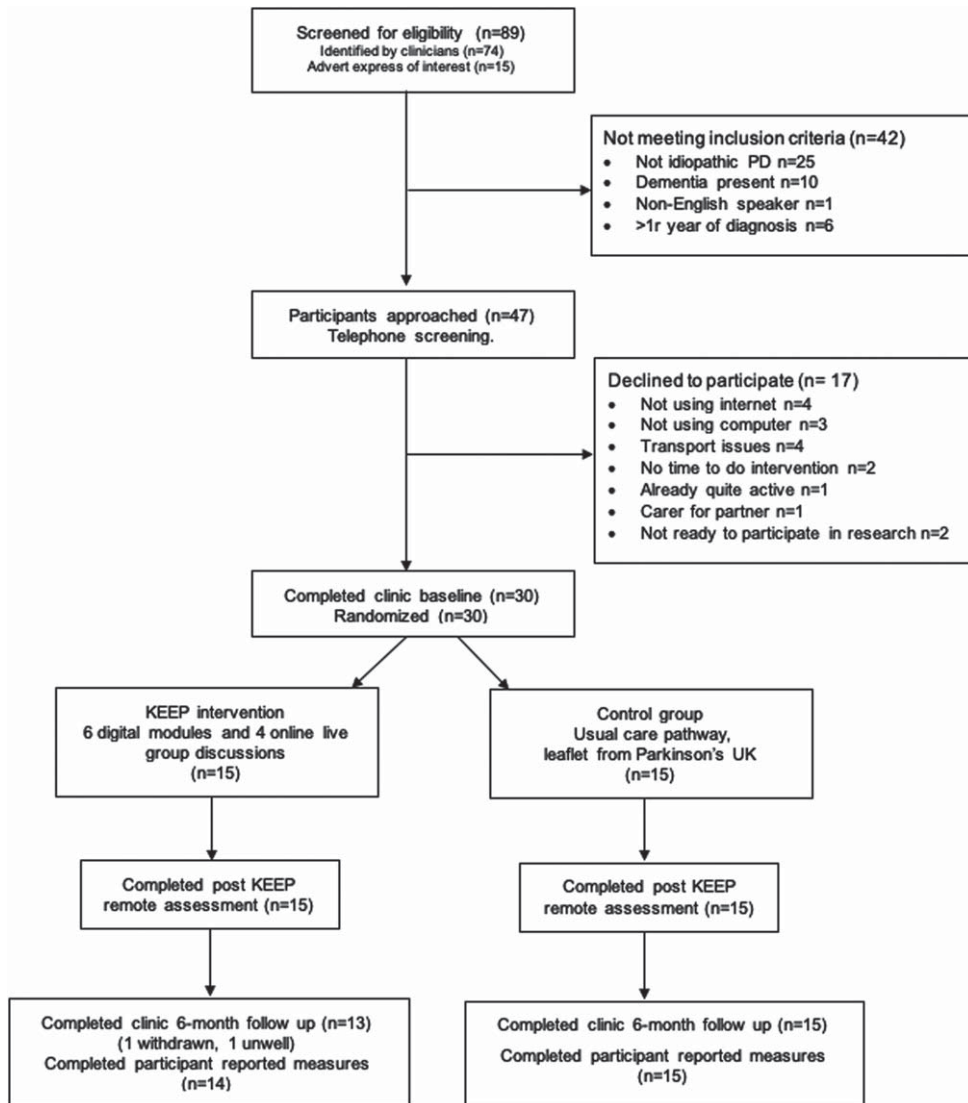 Screened for eligibility (n=89)
Identified by clinicians (n=74)
Advert express of interest (n=15)
Not meeting inclusion criteria (n=42)
• Not idiopathic PD n=25
• Dementia present n=10
• Non-English speaker n=1
• >1r year of diagnosis n=6
Participants approached (n=47)
Telephone screening.
Declined to participate (n= 17)
• Not using internet n=4
• Not using computer n=3
• Transport issues n=4
• No time to do intervention n=2
• Already quite active n=1
• Carer for partner n=1
• Not ready to participate in research n=2
Completed clinic baseline (n=30)
Randomized (n=30)
KEEP intervention
6 digital modules and 4 online live
group discussions
(n=15)
Control group
Usual care pathway,
leaflet from Parkinson's UK
(n=15)
Completed post KEEP
remote assessment (n=15)
Completed post KEEP
remote assessment (n=15)
Completed clinic 6-month follow up (n=13)
(1 withdrawn, 1 unwell)
Completed participant reported measures
(n=14)
Completed clinic 6-month follow up (n=15)
Completed participant reported measures
(n=15)